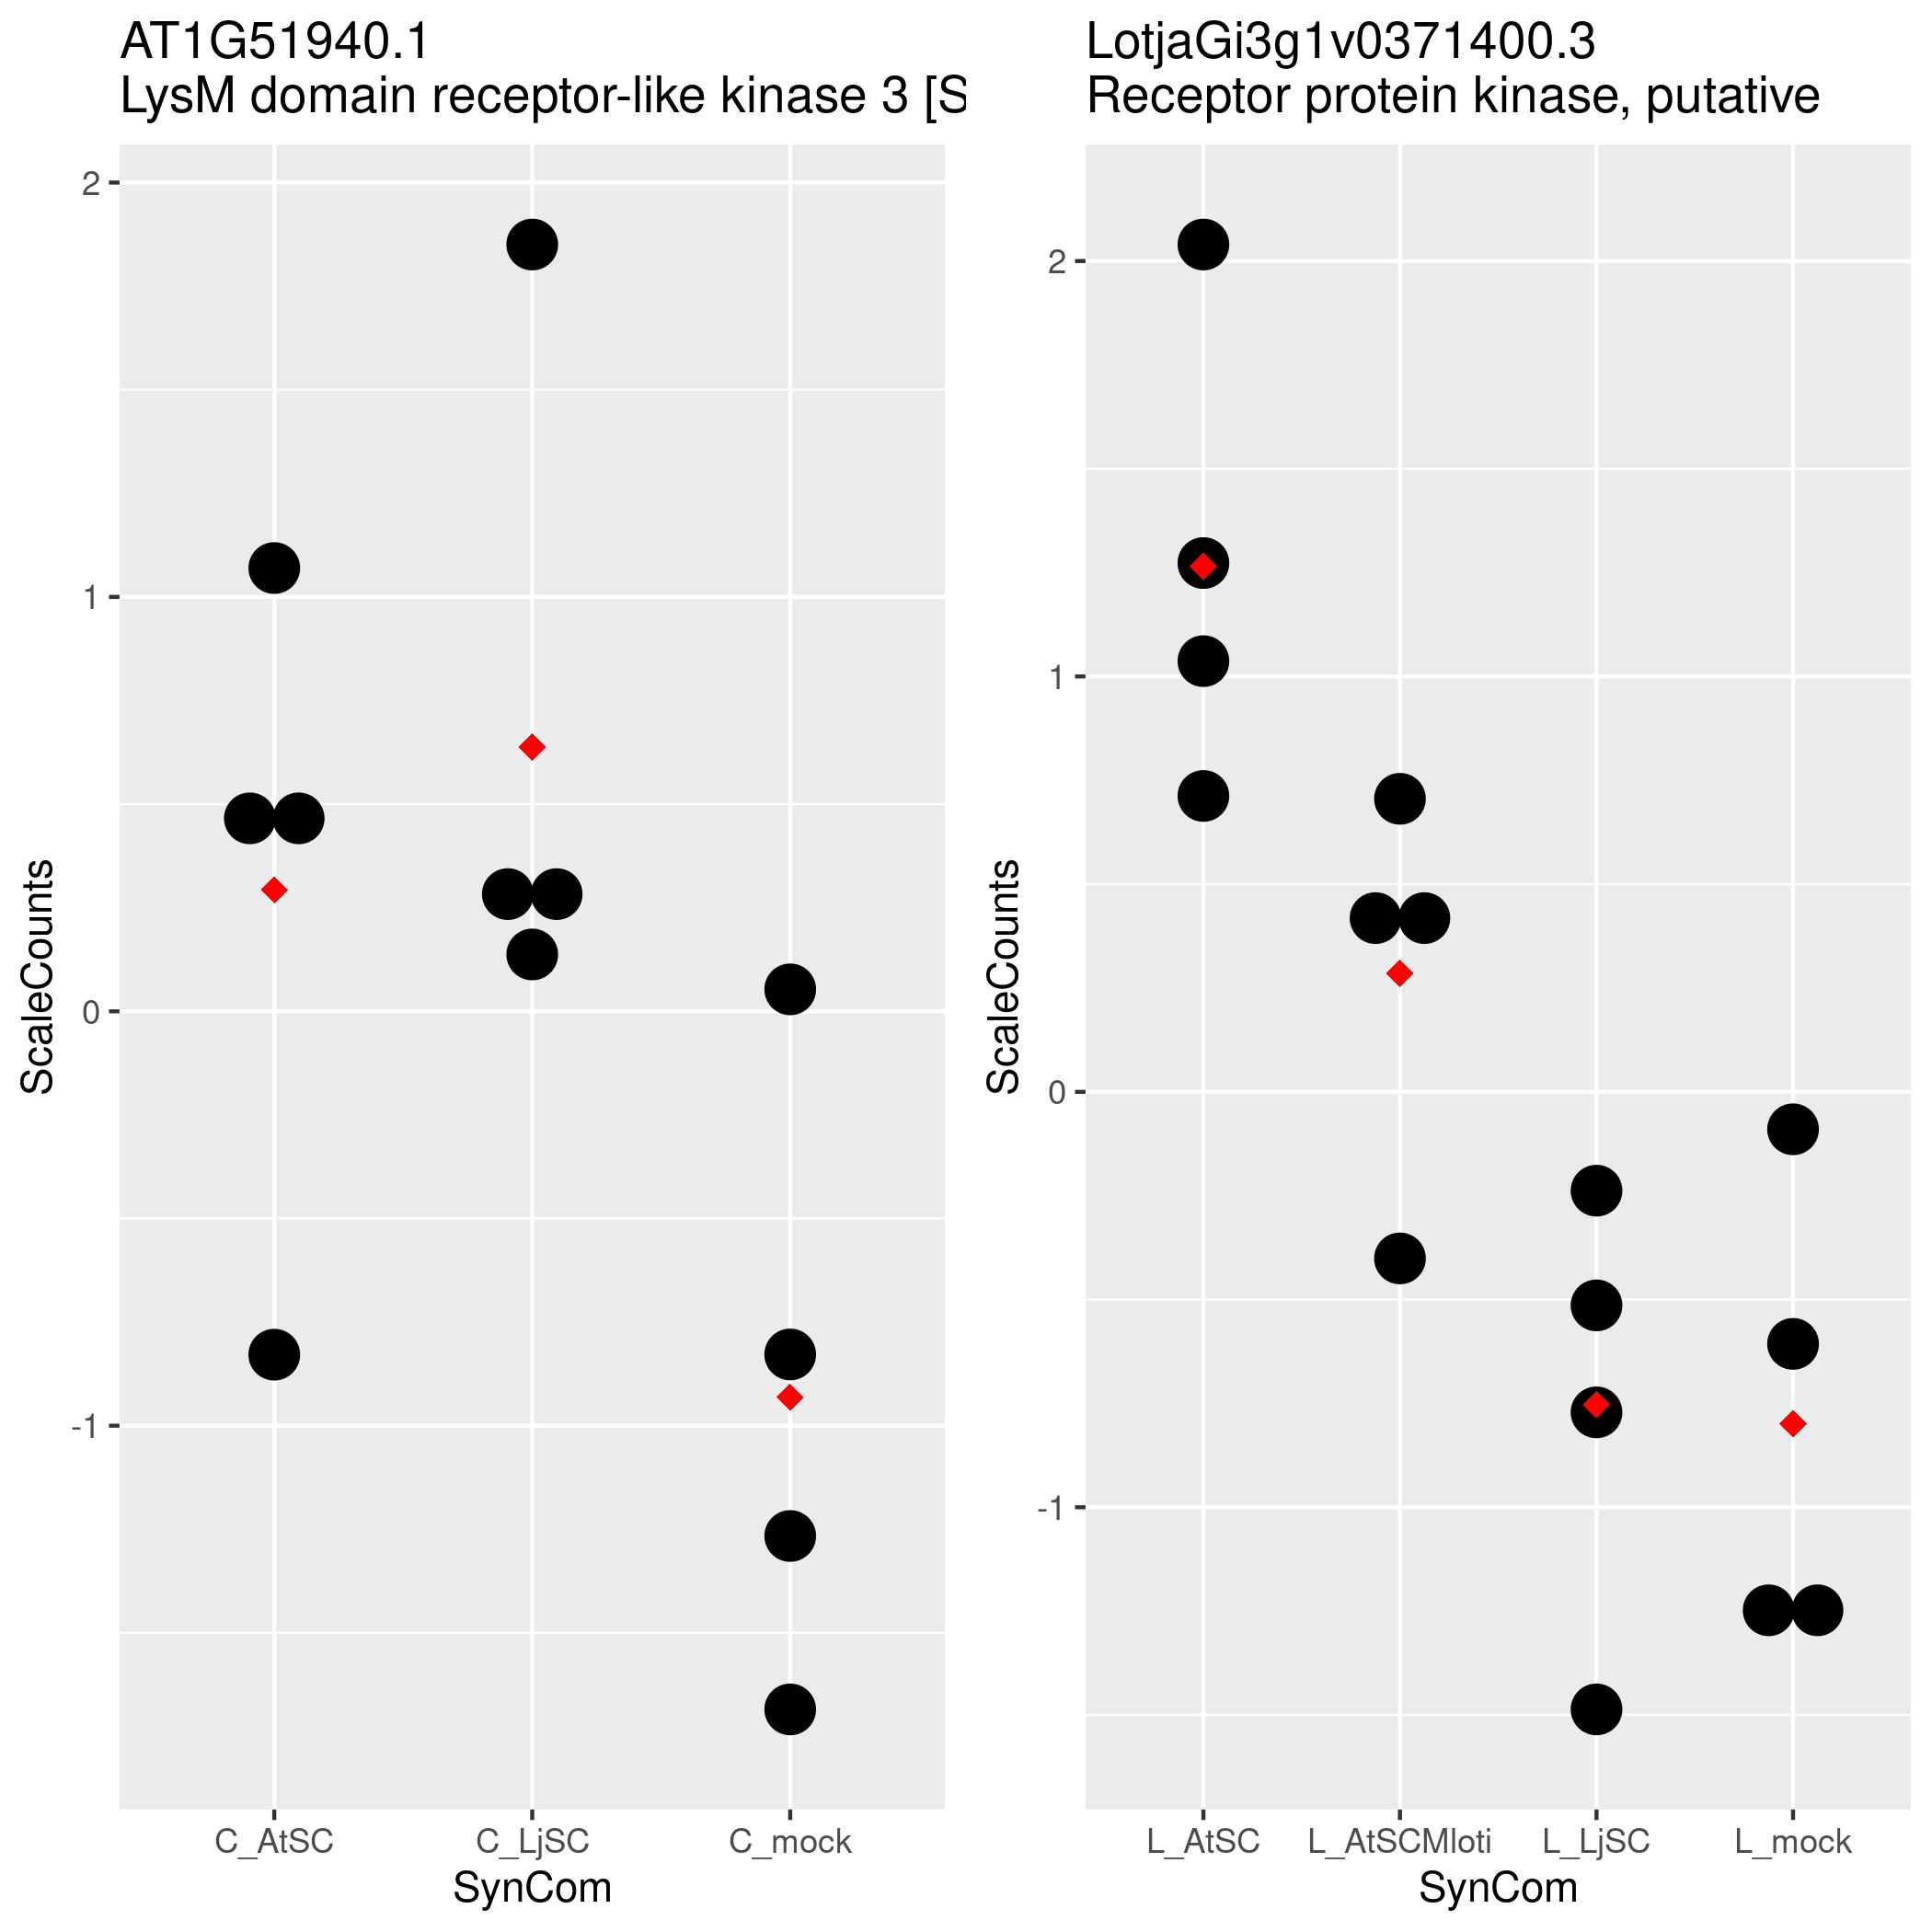 AT1G51940.1
LysM domain receptor-like kinase 3 [S
ScaleCounts
2
1
0
-1
C_AtSC
C_LjSC
C_mock
SynCom
LotjaGi3g1v0371400.3
Receptor protein kinase, putative
ScaleCounts
2
1
0
-1
L_AtSC
L_AtSCMloti
L_LjSC
L_mock
SynCom